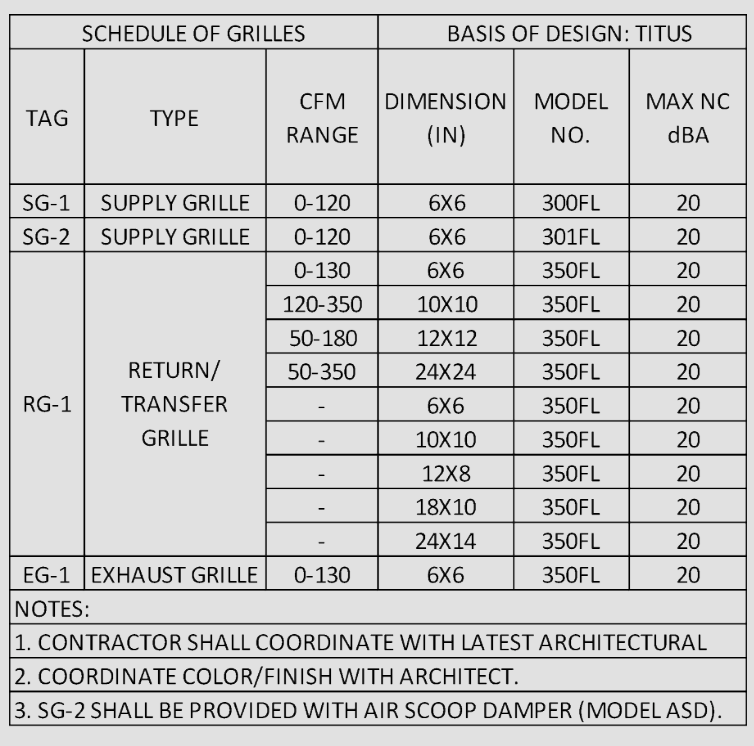 SCHEDULE OF GRILLES BASIS OF DESIGN: TITUS
TAG TYPE CFM RANGE DIMENSION (IN) MODEL NO. MAX NC dBA
SG-1 SUPPLY GRILLE 0-120 6X6 300FL 20
SG-2 SUPPLY GRILLE 0-120 6X6 301FL 20
RG-1 RETURN/ TRANSFER GRILLE 0-130 6X6 350FL 20
120-350 10X10 350FL 20
50-180 12X12 350FL 20
50-350 24X24 350FL 20
- 6X6 350FL 20
- 10X10 350FL 20
- 12X8 350FL 20
- 18X10 350FL 20
- 24X14 350FL 20
EG-1 EXHAUST GRILLE 0-130 6X6 350FL 20
NOTES:
1. CONTRACTOR SHALL COORDINATE WITH LATEST ARCHITECTURAL
2. COORDINATE COLOR/FINISH WITH ARCHITECT.
3. SG-2 SHALL BE PROVIDED WITH AIR SCOOP DAMPER (MODEL ASD).